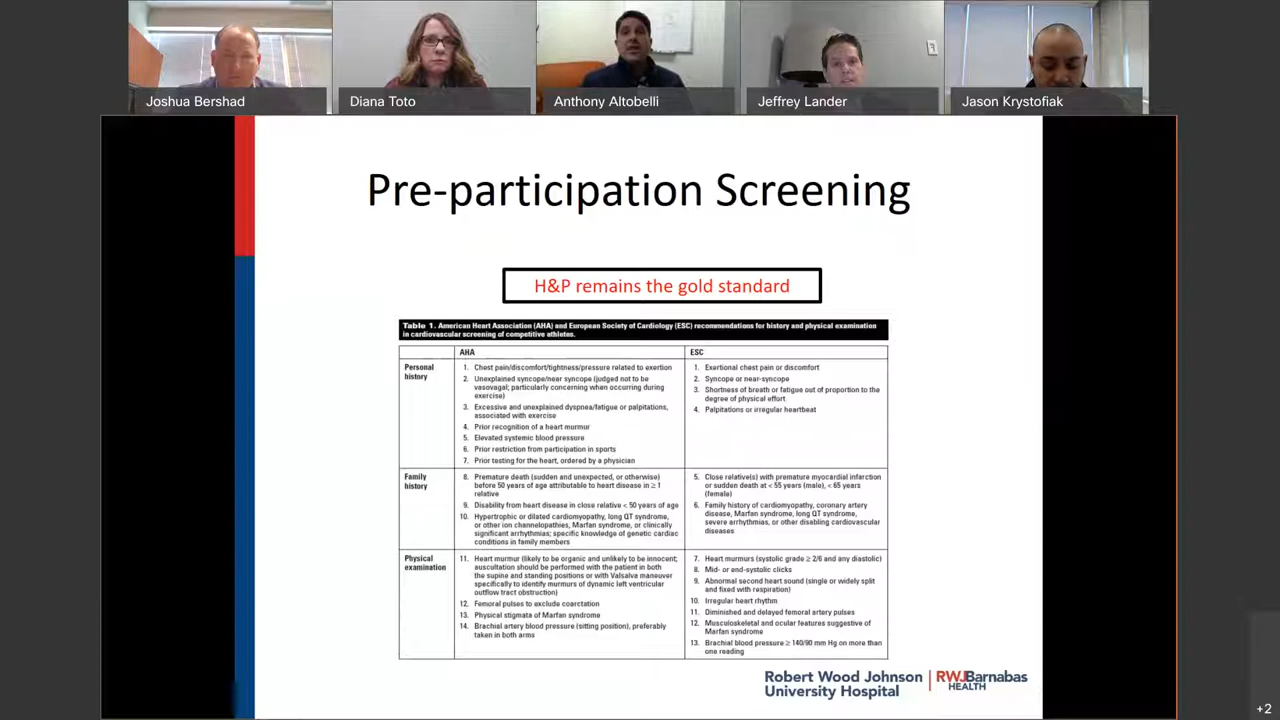 Joshua Bershad
Diana Toto
Anthony Altobelli
Jeffrey Lander
Jason Krystofiak
Pre-participation Screening
H&P remains the gold standard
Table 1. American Heart Association (AHA) and European Society of Cardiology (ESC) recommendations for history and physical examination
in cardiovascular screening of competitive athletes.
AHA
ESC
Personal
history
1. Chest pain/discomfort/tightness/pressure related to exertion
2. Unexplained syncope/near syncope (judged not to be
vasovagal; particularly concerning when occurring during
exercise)
3. Excessive and unexplained dyspnea/fatigue or palpitations,
associated with exercise
4. Prior recognition of a heart murmur
5. Elevated systemic blood pressure
6. Prior restriction from participation in sports
7. Prior testing for the heart, ordered by a physician
1. Exertional chest pain or discomfort
2. Syncope or near-syncope
3. Shortness of breath or fatigue out of proportion to the
degree of physical effort
4. Palpitations or irregular heartbeat
Family
history
8. Premature death (sudden and unexpected, or otherwise)
before 50 years of age attributable to heart disease in ≥ 1
relative
9. Disability from heart disease in close relative < 50 years of age
10. Hypertrophic or dilated cardiomyopathy, long QT syndrome,
or other ion channelopathies, Marfan syndrome, or clinically
significant arrhythmias; specific knowledge of genetic cardiac
conditions in family members
5. Close relative(s) with premature myocardial infarction
or sudden death at < 55 years (male), < 65 years
(female)
6. Family history of cardiomyopathy, coronary artery
disease, Marfan syndrome, long QT syndrome,
severe arrhythmias, or other disabling cardiovascular
diseases
Physical
examination
11. Heart murmur (likely to be organic and unlikely to be innocent;
auscultation should be performed with the patient in both
the supine and standing positions or with Valsalva maneuver
specifically to identify murmurs of dynamic left ventricular
outflow tract obstruction)
12. Femoral pulses to exclude coarctation
13. Physical stigmata of Marfan syndrome
14. Brachial artery blood pressure (sitting position), preferably
taken in both arms
7. Heart murmurs (systolic grade ≥ 2/6 and any diastolic)
8. Mid- or end-systolic clicks
9. Abnormal second heart sound (single or widely split
and fixed with respiration)
10. Irregular heart rhythm
11. Diminished and delayed femoral artery pulses
12. Musculoskeletal and ocular features suggestive of
Marfan syndrome
13. Brachial blood pressure ≥ 140/90 mm Hg on more than
one reading
Robert Wood Johnson
University Hospital
RWJBarnabas
HEALTH
+2